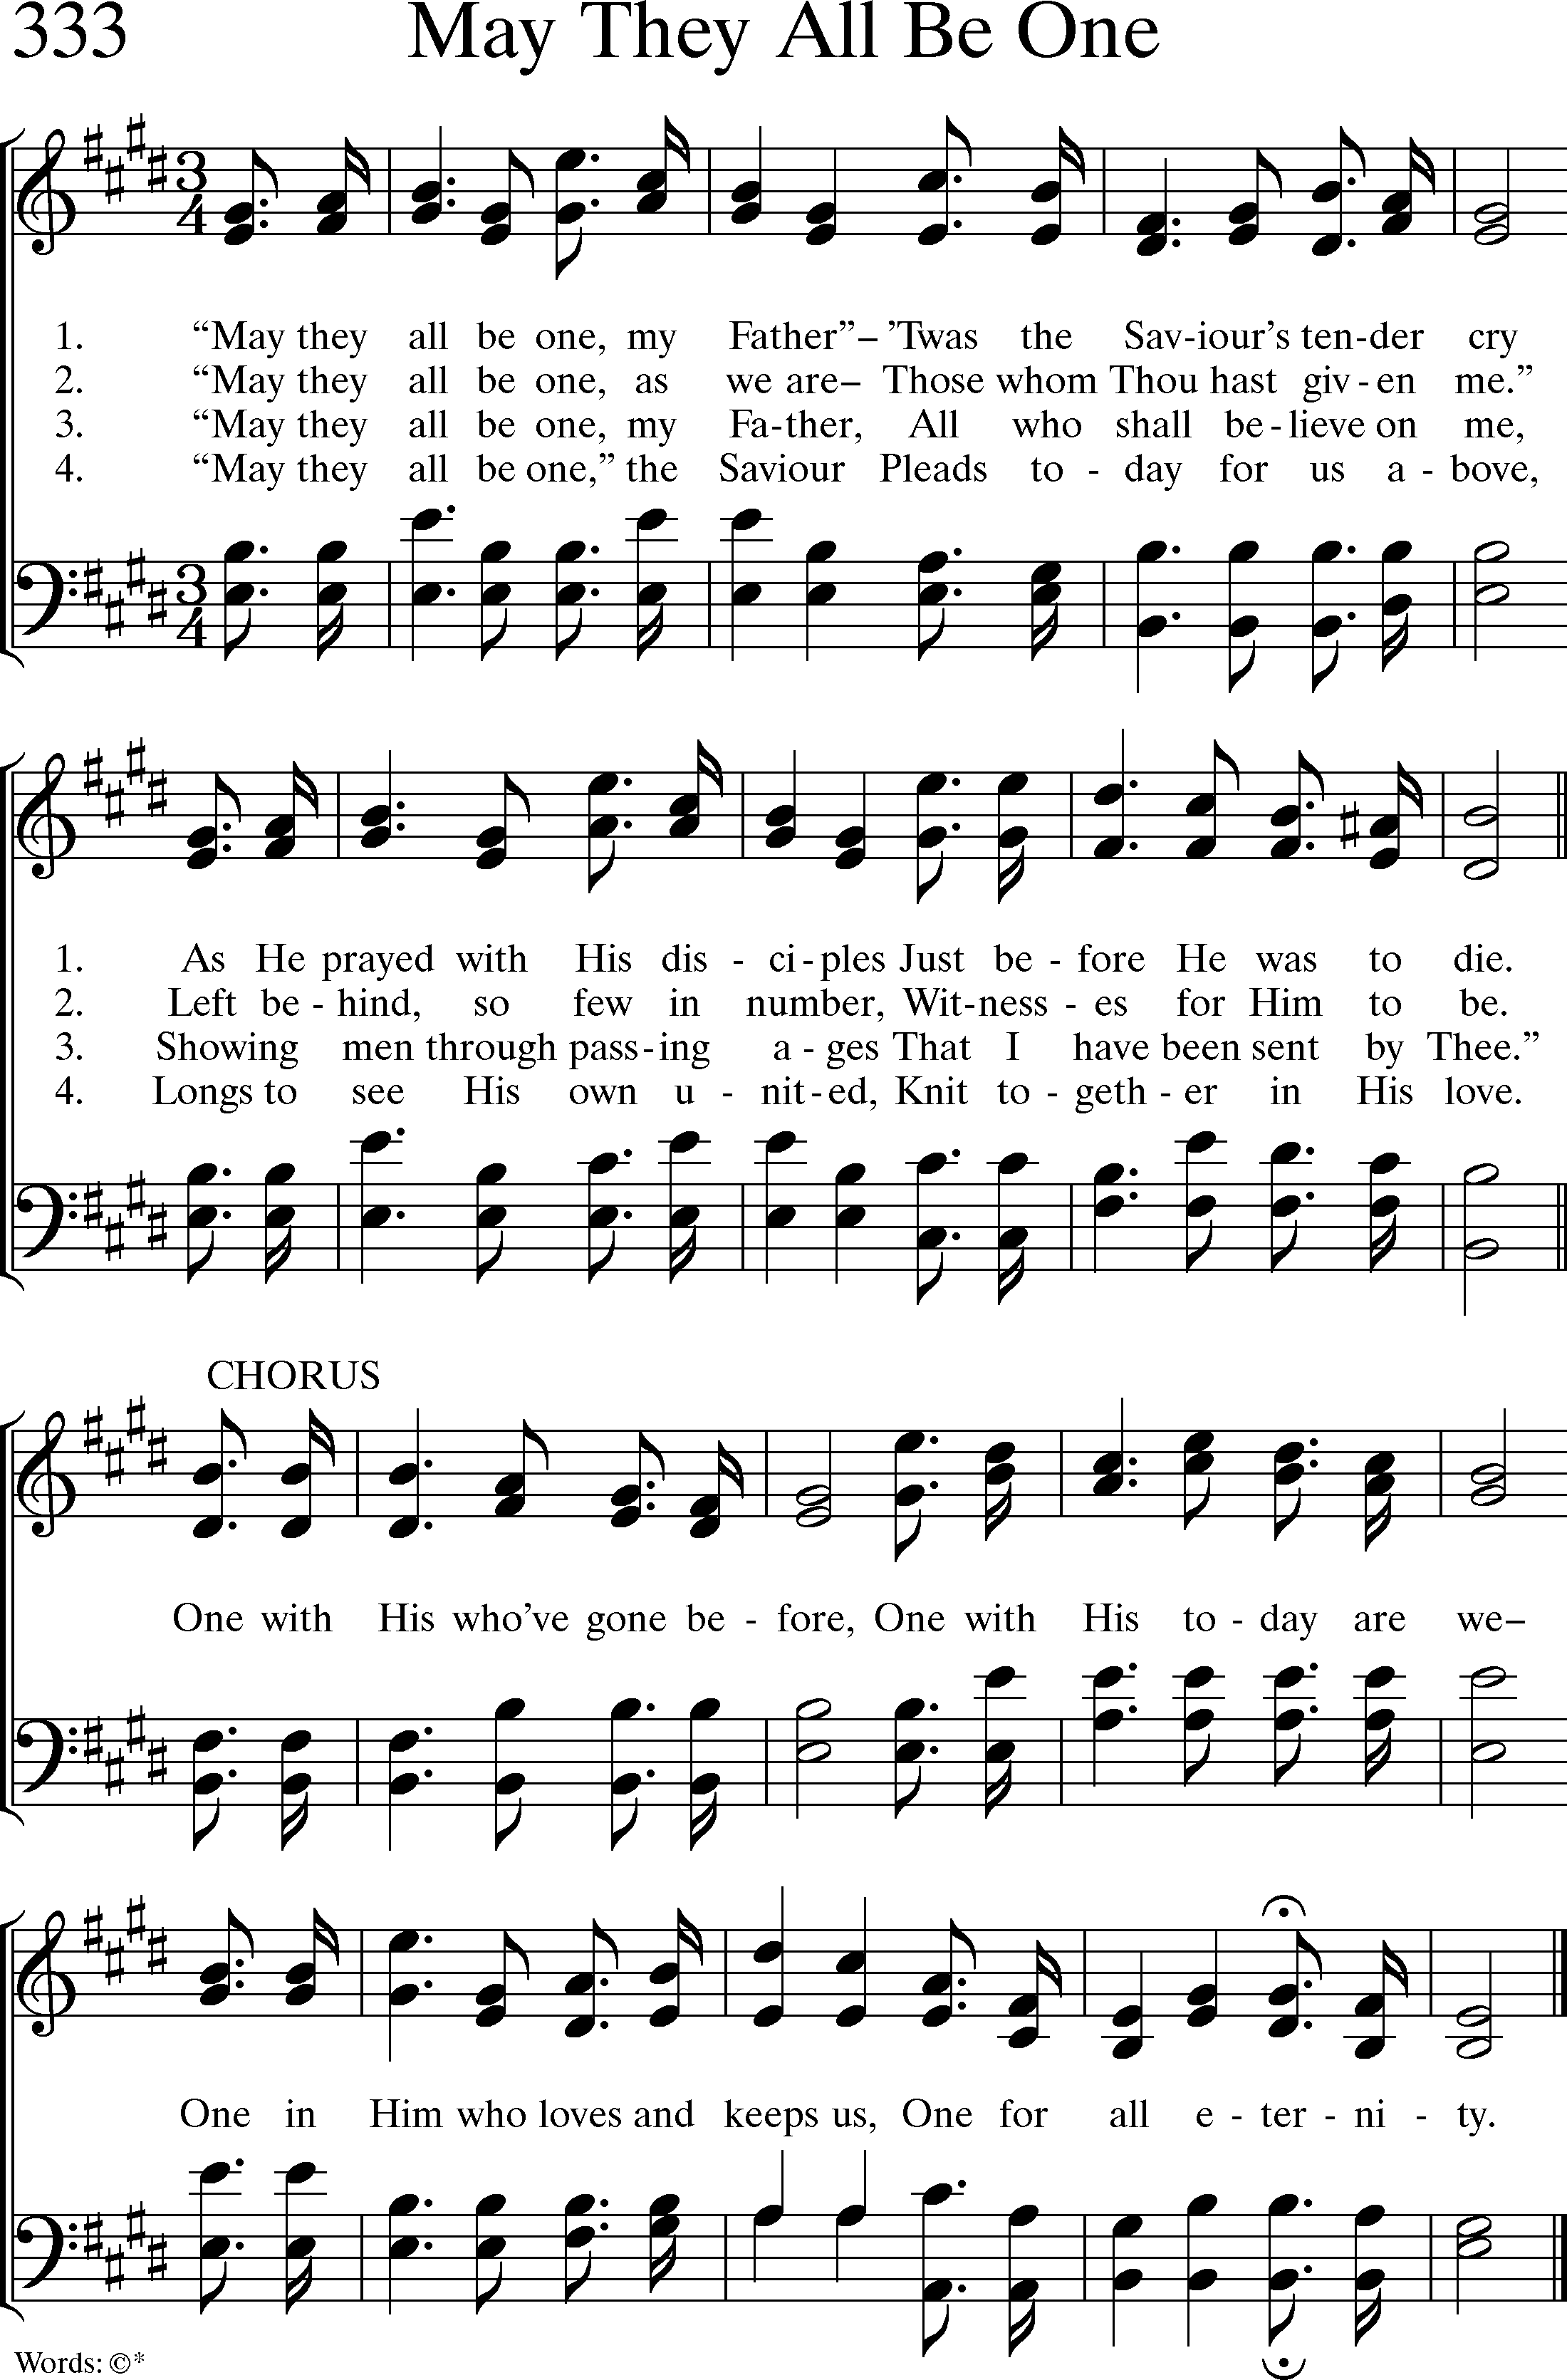 333 May They All Be One
1. “May they all be one, my Father”– ’Twas the Sav-iour’s ten-der cry
2. “May they all be one, as we are– Those whom Thou hast giv - en me.”
3. “May they all be one, my Fa-ther, All who shall be - lieve on me,
4. “May they all be one,” the Saviour Pleads to - day for us a - bove,
1. As He prayed with His dis - ci - ples Just be - fore He was to die.
2. Left be - hind, so few in number, Wit-ness - es for Him to be.
3. Showing men through pass-ing a - ges That I have been sent by Thee.”
4. Longs to see His own u - nit - ed, Knit to - geth - er in His love.
CHORUS
One with His who’ve gone be - fore, One with His to - day are we–
One in Him who loves and keeps us, One for all e - ter - ni - ty.
Words: ©*